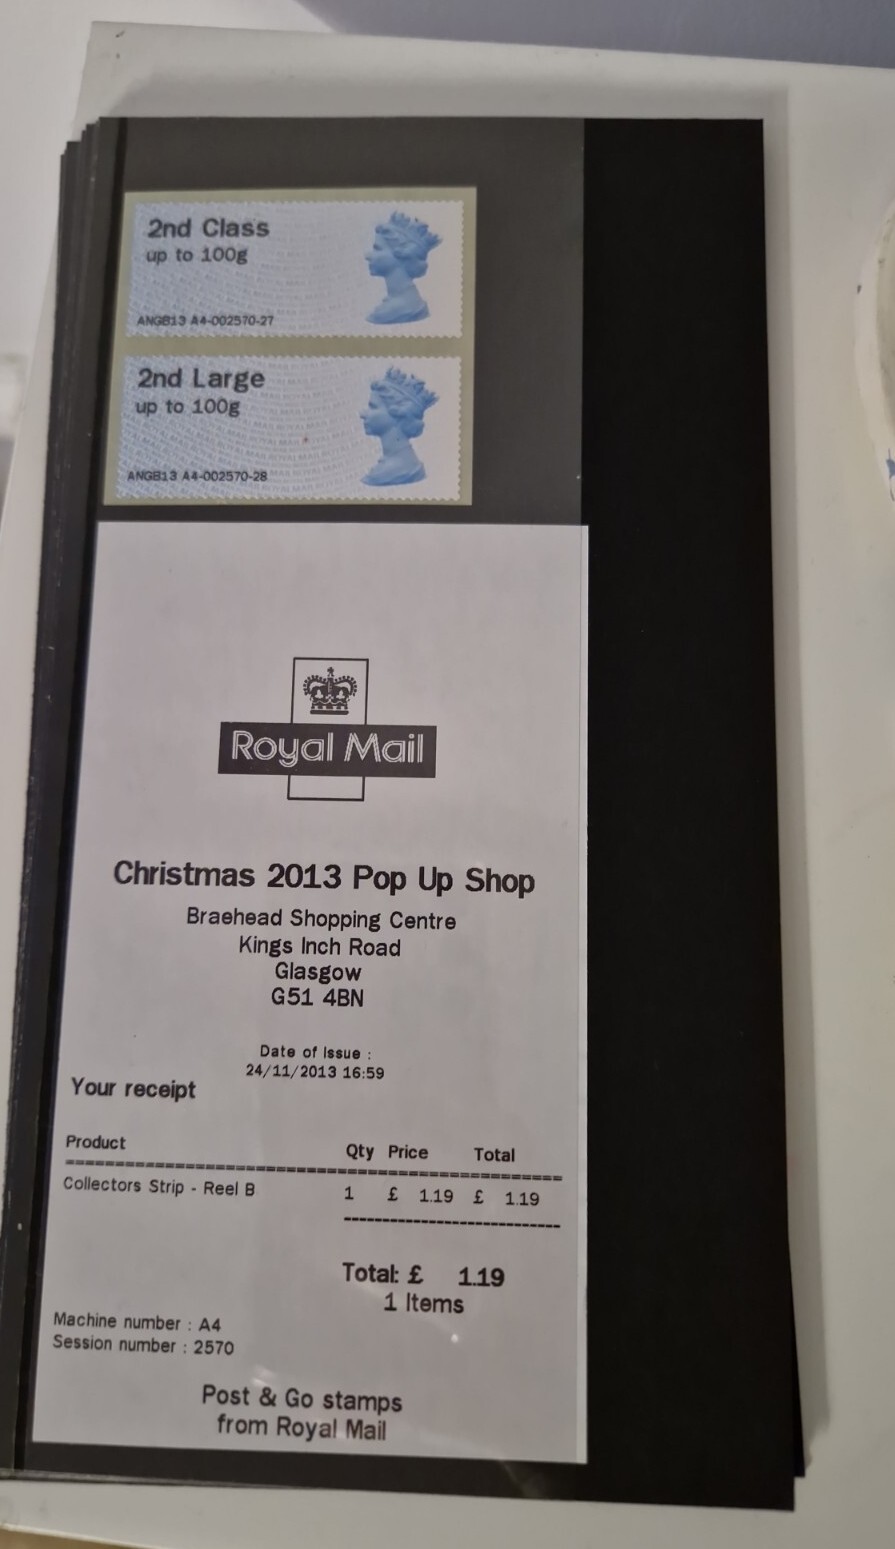 2nd Class
up to 100g
ANGB13 A4-002570-27
2nd Large
up to 100g
ANGB13 A4-002570-28
Royal Mail
Christmas 2013 Pop Up Shop
Braehead Shopping Centre
Kings Inch Road
Glasgow
G51 4BN
Date of Issue :
24/11/2013 16:59
Your receipt
Product Qty Price Total
Collectors Strip - Reel B 1 £ 1.19 £ 1.19
Total: £ 1.19
1 Items
Machine number : A4
Session number : 2570
Post & Go stamps
from Royal Mail